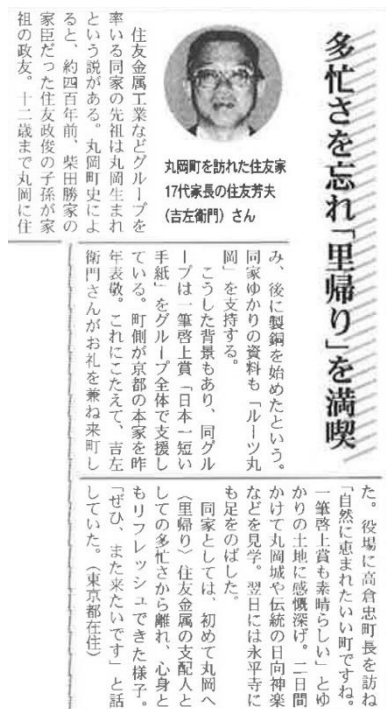 多忙さを忘れ「里帰り」を満喫
丸岡町を訪れた住友家
17代家長の住友芳夫
(吉左衛門)さん
住友金属工業などグループを
率いる同家の先祖は丸岡生まれ
という説がある。丸岡町史によ
ると、約四百年前、柴田勝家の
家臣だった住友政俊の子孫が家
祖の政友。十二歳まで丸岡に住
み、後に製銅を始めたという。
同家ゆかりの資料も「ルーツ丸
岡」を支持する。
こうした背景もあり、同グル
ープは一筆啓上賞「日本一短い
手紙」をグループ全体で支援し
ている。町側が京都の本家を昨
年表敬。これにこたえて、吉左
衛門さんがお礼を兼ね来町し
た。役場に高倉忠町長を訪ね
「自然に恵まれたいい町ですね。
一筆啓上賞も素晴らしい」とゆ
かりの土地に感慨深げ。二日間
かけて丸岡城や伝統の日向神楽
などを見学。翌日には永平寺に
も足をのばした。
同家としては、初めて丸岡へ
〈里帰り〉住友金属の支配人と
しての多忙さから離れ、心身と
もリフレッシュできた様子。
「ぜひ、また来たいです」と話
していた。(東京都在住)